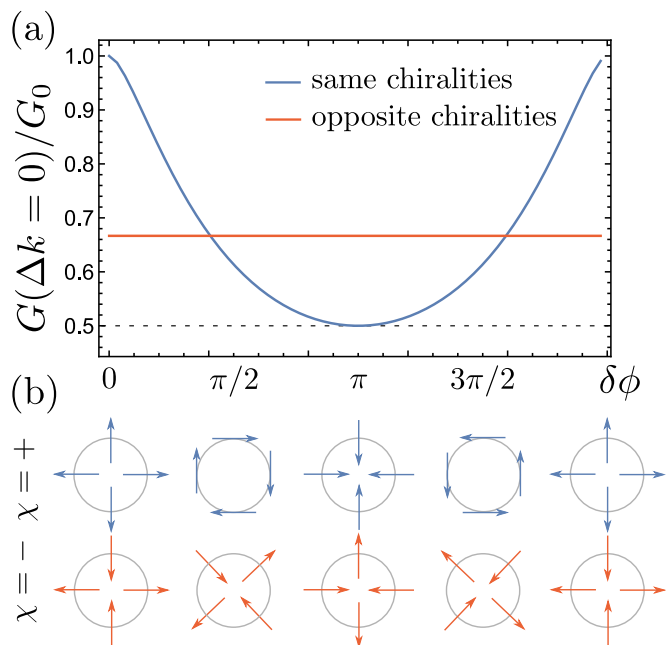 (a)
G(Δk = 0)/G₀
1.0
0.9
0.8
0.7
0.6
0.5
same chiralities
opposite chiralities
0 π/2 π 3π/2 δϕ
(b)
χ = +
χ = −